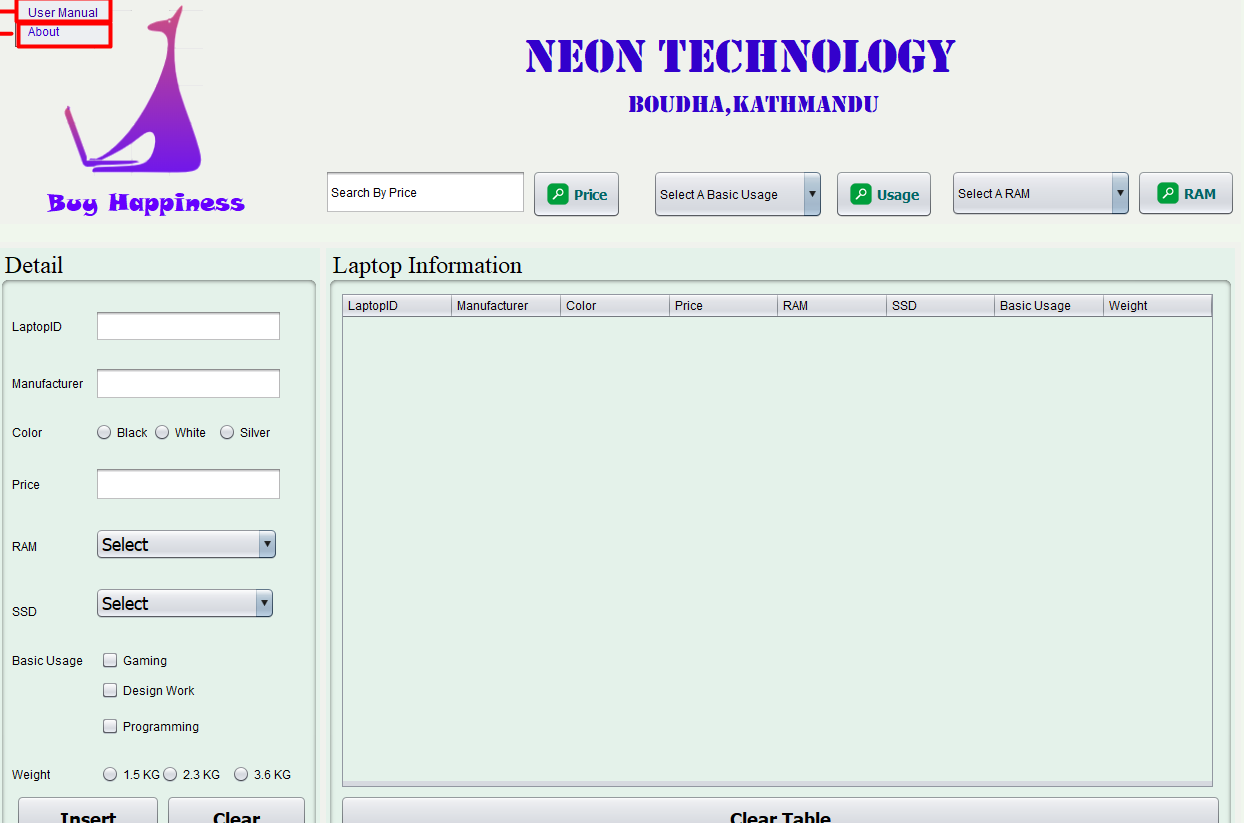 User Manual
About
NEON TECHNOLOGY
BOUDHA,KATHMANDU
Buy Happiness
Search By Price
Price
Select A Basic Usage
Usage
Select A RAM
RAM
Detail
LaptopID
Manufacturer
Color Black White Silver
Price
RAM Select
SSD Select
Basic Usage Gaming
Design Work
Programming
Weight 1.5 KG 2.3 KG 3.6 KG
Insert Clear
Laptop Information
LaptopID Manufacturer Color Price RAM SSD Basic Usage Weight
Clear Table